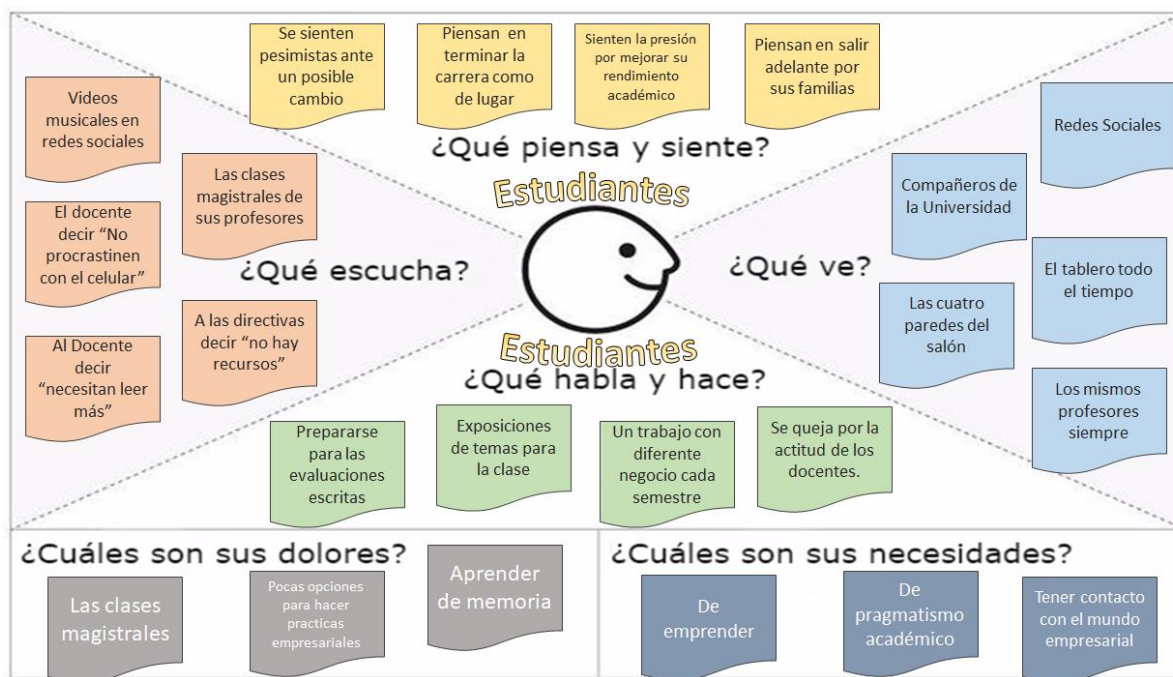 Se sienten
pesimistas ante
un posible
cambio
Piensan en
terminar la
carrera como
de lugar
Sienten la presión
por mejorar su
rendimiento
académico
Piensan en salir
adelante por
sus familias
¿Qué piensa y siente?
Estudiantes
Videos
musicales en
redes sociales
Las clases
magistrales de
sus profesores
El docente
decir “No
procrastinen
con el celular”
¿Qué escucha?
A las directivas
decir “no hay
recursos”
Al Docente
decir
“necesitan leer
más”
Redes Sociales
Compañeros de
la Universidad
¿Qué ve?
El tablero todo
el tiempo
Las cuatro
paredes del
salón
Los mismos
profesores
siempre
Estudiantes
¿Qué habla y hace?
Prepararse
para las
evaluaciones
escritas
Exposiciones
de temas para
la clase
Un trabajo con
diferente
negocio cada
semestre
Se queja por la
actitud de los
docentes.
¿Cuáles son sus dolores?
Las clases
magistrales
Pocas opciones
para hacer
practicas
empresariales
Aprender
de memoria
¿Cuáles son sus necesidades?
De
emprender
De
pragmatismo
académico
Tener contacto
con el mundo
empresarial